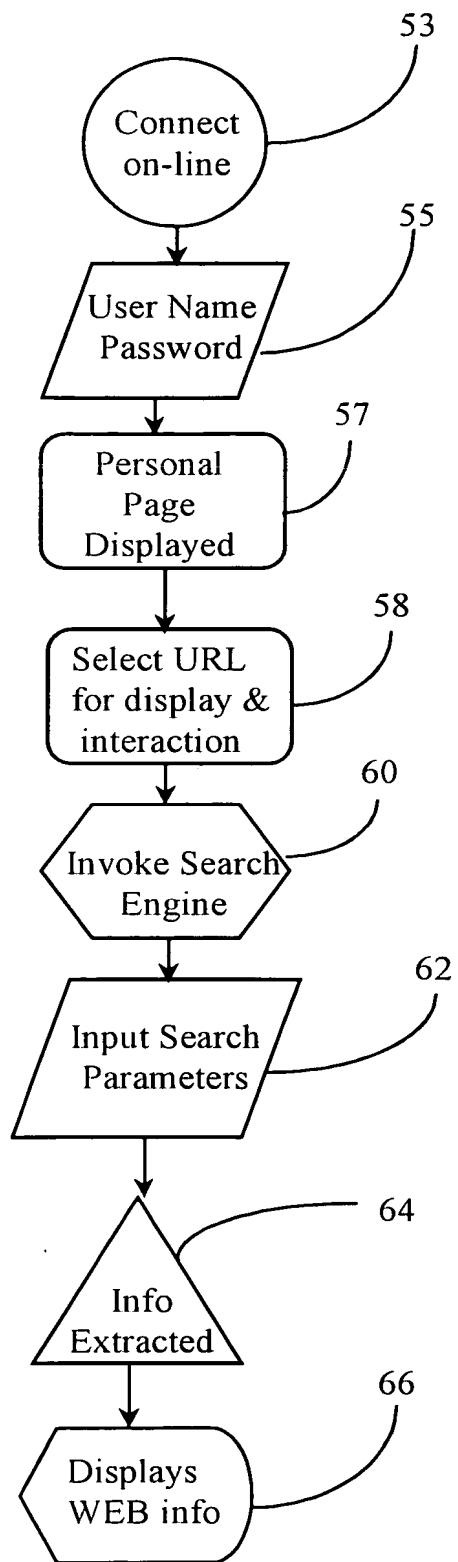 53
Connect
on-line
55
User Name
Password
57
Personal
Page
Displayed
58
Select URL
for display &
interaction
60
Invoke Search
Engine
62
Input Search
Parameters
64
Info
Extracted
66
Displays
WEB info